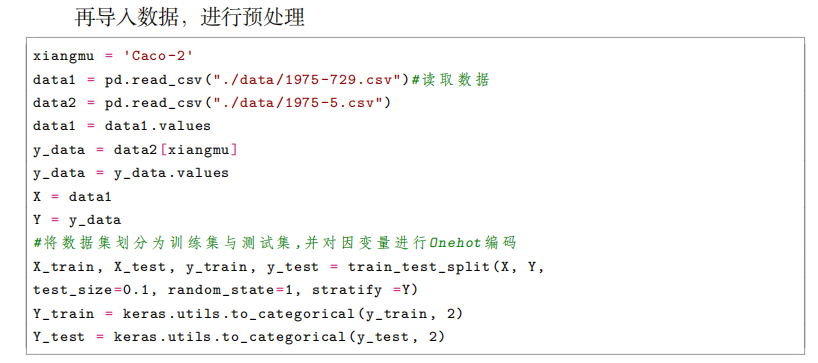 再导入数据，进行预处理
xiangmu = 'Caco-2'
data1 = pd.read_csv("./data/1975-729.csv")#读取数据
data2 = pd.read_csv("./data/1975-5.csv")
data1 = data1.values
y_data = data2[xiangmu]
y_data = y_data.values
X = data1
Y = y_data
#将数据集划分为训练集与测试集,并对因变量进行Onehot编码
X_train, X_test, y_train, y_test = train_test_split(X, Y,
test_size=0.1, random_state=1, stratify =Y)
Y_train = keras.utils.to_categorical(y_train, 2)
Y_test = keras.utils.to_categorical(y_test, 2)